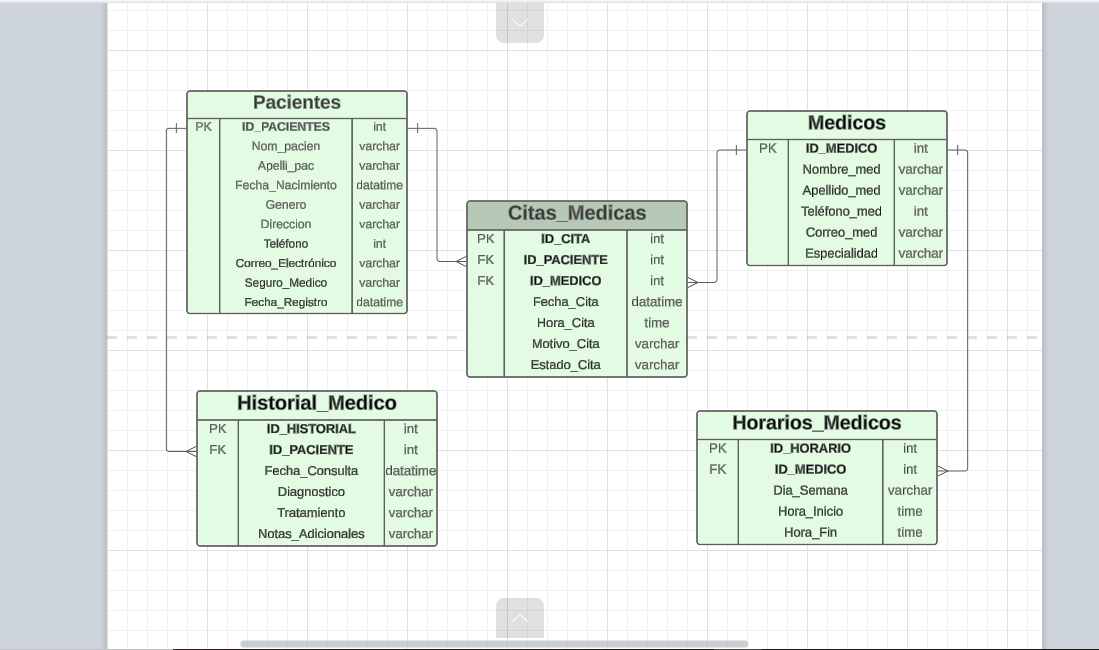 Pacientes
PK ID_PACIENTES int
Nom_pacien varchar
Apelli_pac varchar
Fecha_Nacimiento datatime
Genero varchar
Direccion varchar
Teléfono int
Correo_Electrónico varchar
Seguro_Medico varchar
Fecha_Registro datatime
Medicos
PK ID_MEDICO int
Nombre_med varchar
Apellido_med varchar
Teléfono_med int
Correo_med varchar
Especialidad varchar
Citas_Medicas
PK ID_CITA int
FK ID_PACIENTE int
FK ID_MEDICO int
Fecha_Cita datatime
Hora_Cita time
Motivo_Cita varchar
Estado_Cita varchar
Historial_Medico
PK ID_HISTORIAL int
FK ID_PACIENTE int
Fecha_Consulta datatime
Diagnostico varchar
Tratamiento varchar
Notas_Adicionales varchar
Horarios_Medicos
PK ID_HORARIO int
FK ID_MEDICO int
Dia_Semana varchar
Hora_Inicio time
Hora_Fin time